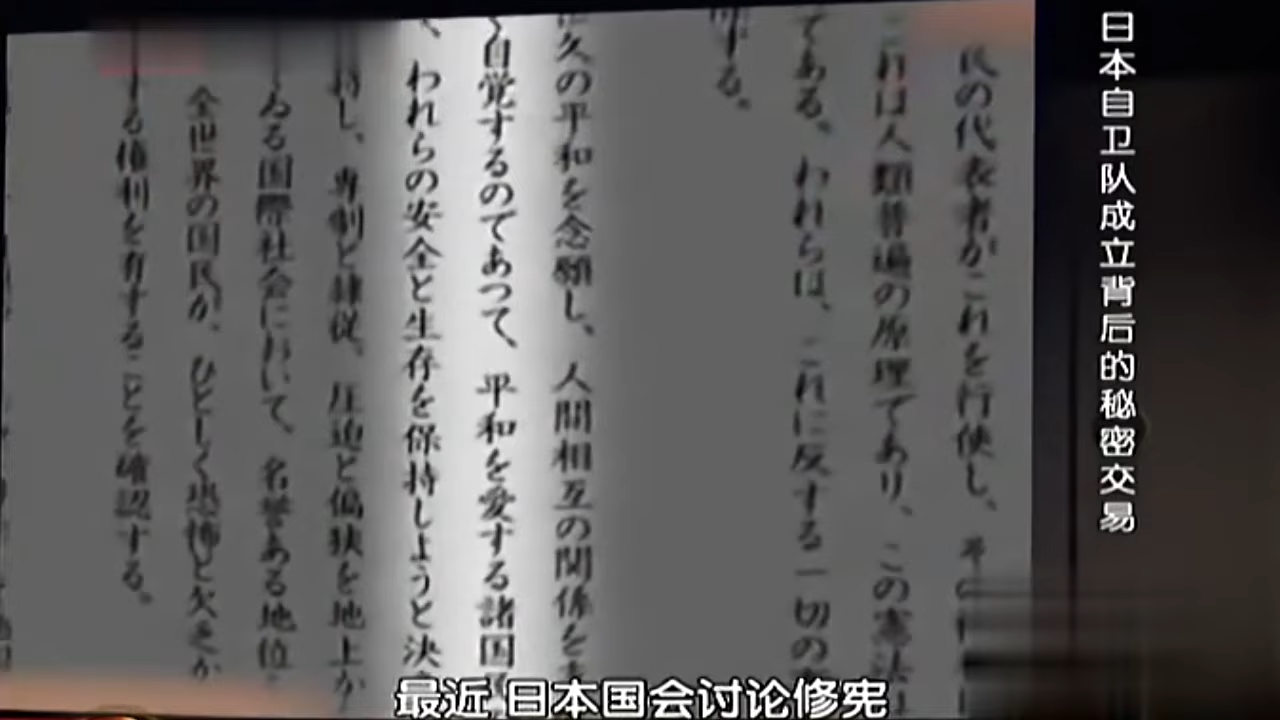 日本自卫队成立背后的秘密交易
民の代表者がこれを行使し、その
これは人類普遍の原理であり、この憲法は
である。われらは、これに反する一切の
する。
久の平和を念願し、人間相互の関係を
く自覚するのであつて、平和を愛する諸国
、われらの安全と生存を保持しようと決
持し、専制と隷従、圧迫と偏狭を地上か
ゐる国際社会において、名誉ある地位
全世界の国民が、ひとしく恐怖と欠乏か
する権利を有することを確認する。
最近 日本国会讨论修宪